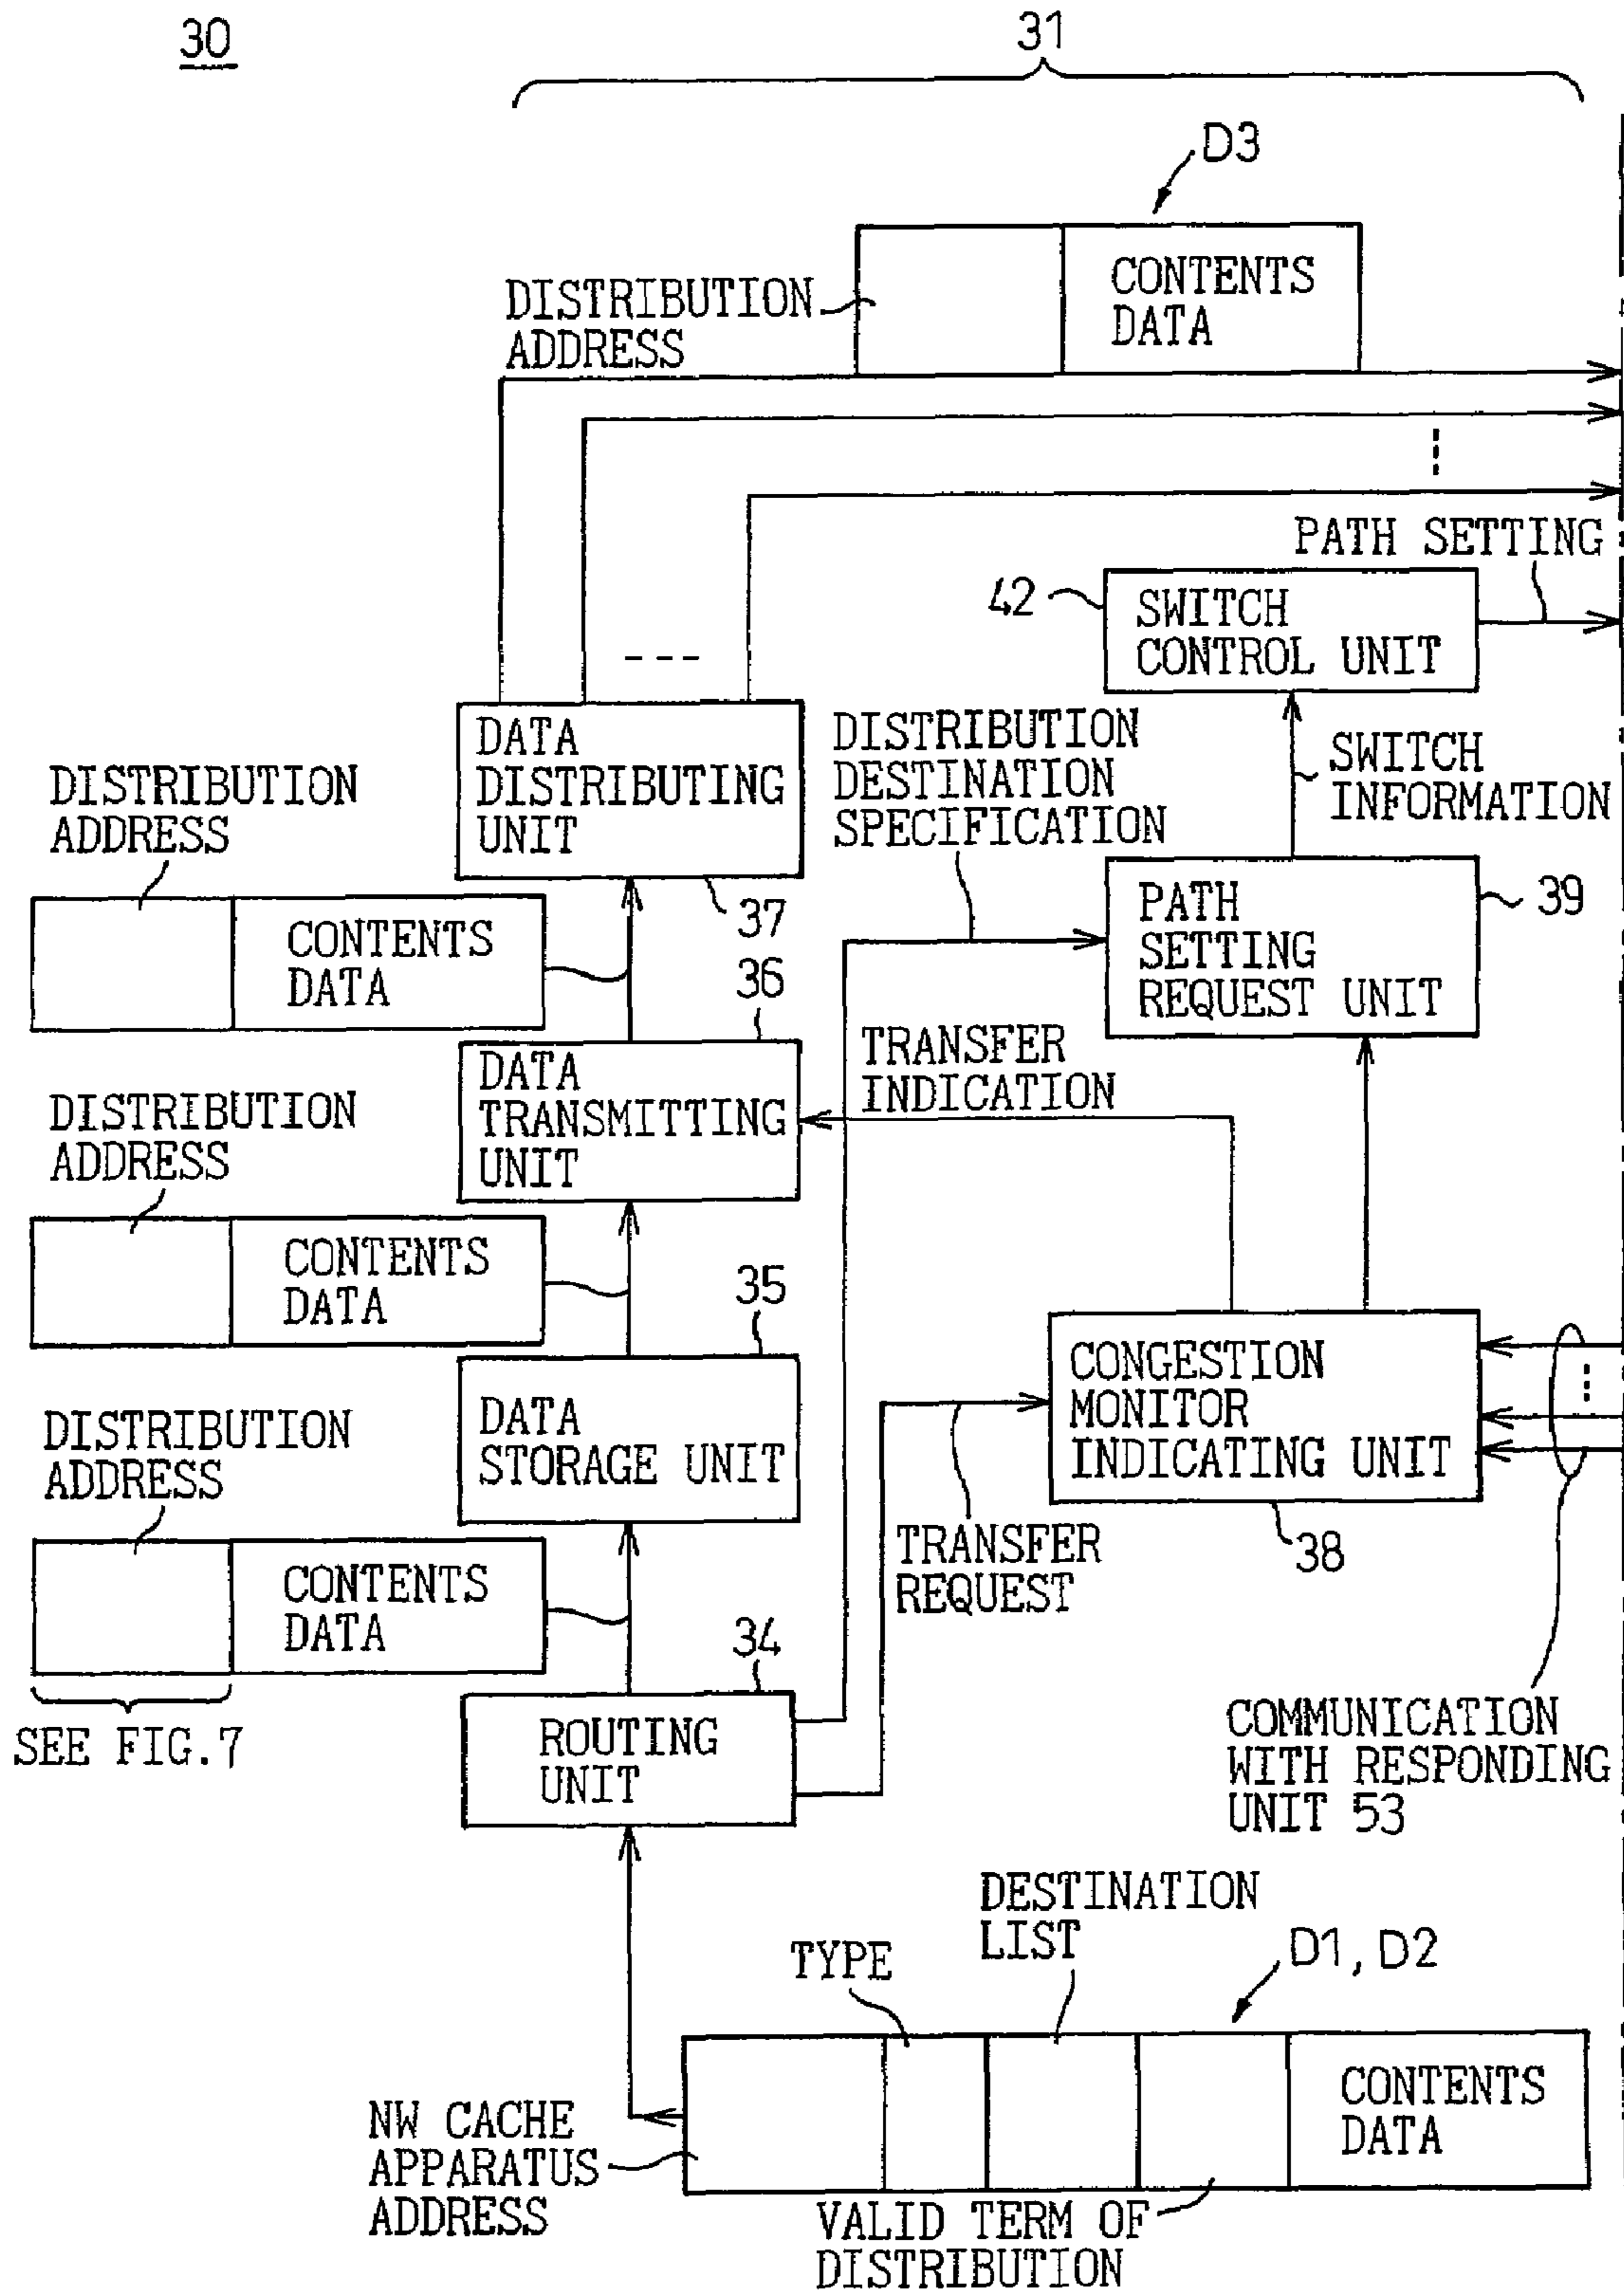 30
31
D3
DISTRIBUTION
ADDRESS
CONTENTS
DATA
PATH SETTING
42
SWITCH
CONTROL UNIT
DATA
DISTRIBUTING
UNIT
DISTRIBUTION
DESTINATION
SPECIFICATION
SWITCH
INFORMATION
DISTRIBUTION
ADDRESS
37
PATH
SETTING
REQUEST UNIT
39
CONTENTS
DATA
36
DATA
TRANSMITTING
UNIT
TRANSFER
INDICATION
DISTRIBUTION
ADDRESS
CONTENTS
DATA
35
DATA
STORAGE UNIT
CONGESTION
MONITOR
INDICATING UNIT
38
DISTRIBUTION
ADDRESS
TRANSFER
REQUEST
CONTENTS
DATA
34
SEE FIG.7
ROUTING
UNIT
COMMUNICATION
WITH RESPONDING
UNIT 53
DESTINATION
LIST
TYPE
D1, D2
CONTENTS
DATA
NW CACHE
APPARATUS
ADDRESS
VALID TERM OF
DISTRIBUTION